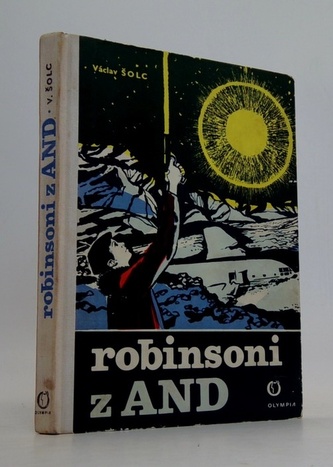 robinsoni z AND · V. ŠOLC
OLYMPIA
Václav ŠOLC
robinsoni
z AND
OLYMPIA